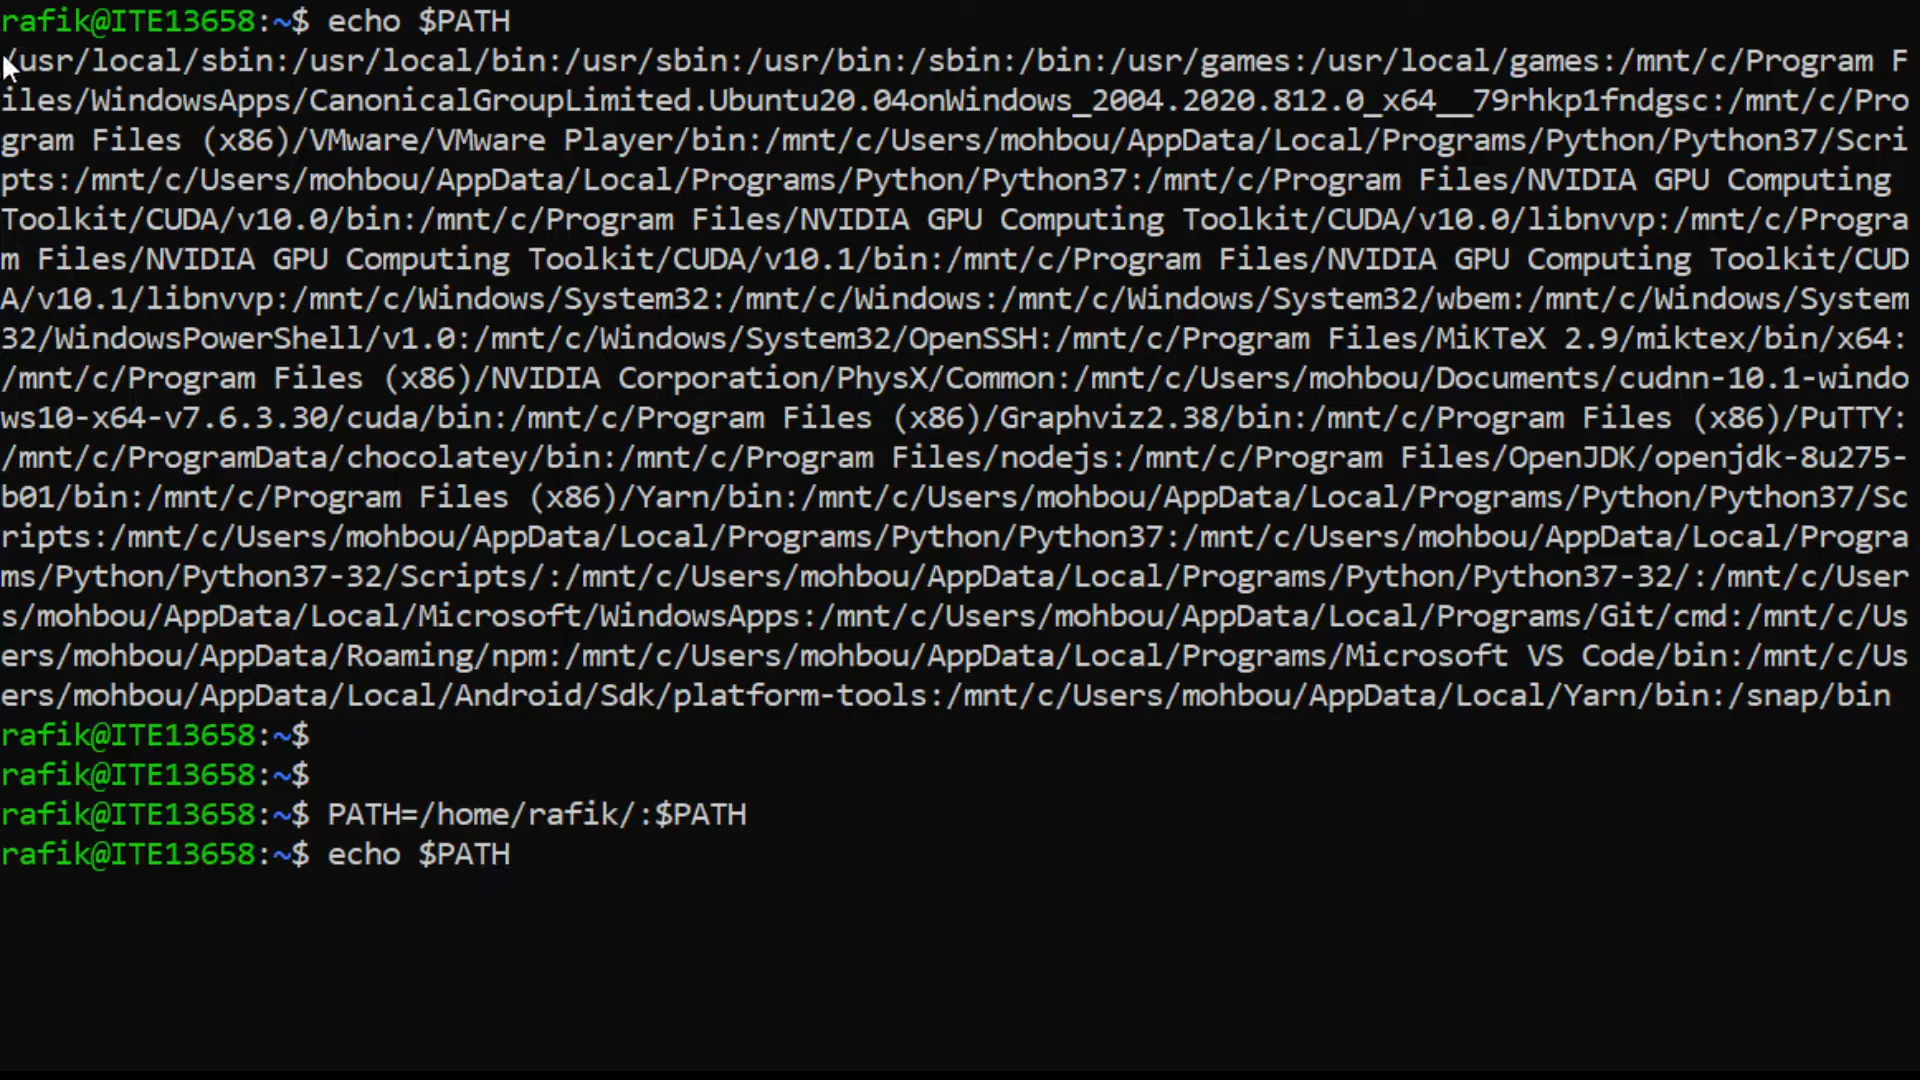 rafik@ITE13658:~$ echo $PATH
/usr/local/sbin:/usr/local/bin:/usr/sbin:/usr/bin:/sbin:/bin:/usr/games:/usr/local/games:/mnt/c/Program F
iles/WindowsApps/CanonicalGroupLimited.Ubuntu20.04onWindows_2004.2020.812.0_x64__79rhkp1fndgsc:/mnt/c/Pro
gram Files (x86)/VMware/VMware Player/bin:/mnt/c/Users/mohbou/AppData/Local/Programs/Python/Python37/Scri
pts:/mnt/c/Users/mohbou/AppData/Local/Programs/Python/Python37:/mnt/c/Program Files/NVIDIA GPU Computing
Toolkit/CUDA/v10.0/bin:/mnt/c/Program Files/NVIDIA GPU Computing Toolkit/CUDA/v10.0/libnvvp:/mnt/c/Progra
m Files/NVIDIA GPU Computing Toolkit/CUDA/v10.1/bin:/mnt/c/Program Files/NVIDIA GPU Computing Toolkit/CUD
A/v10.1/libnvvp:/mnt/c/Windows/System32:/mnt/c/Windows:/mnt/c/Windows/System32/wbem:/mnt/c/Windows/System
32/WindowsPowerShell/v1.0:/mnt/c/Windows/System32/OpenSSH:/mnt/c/Program Files/MiKTeX 2.9/miktex/bin/x64:
/mnt/c/Program Files (x86)/NVIDIA Corporation/PhysX/Common:/mnt/c/Users/mohbou/Documents/cudnn-10.1-windo
ws10-x64-v7.6.3.30/cuda/bin:/mnt/c/Program Files (x86)/Graphviz2.38/bin:/mnt/c/Program Files (x86)/PuTTY:
/mnt/c/ProgramData/chocolatey/bin:/mnt/c/Program Files/nodejs:/mnt/c/Program Files/OpenJDK/openjdk-8u275-
b01/bin:/mnt/c/Program Files (x86)/Yarn/bin:/mnt/c/Users/mohbou/AppData/Local/Programs/Python/Python37/Sc
ripts:/mnt/c/Users/mohbou/AppData/Local/Programs/Python/Python37:/mnt/c/Users/mohbou/AppData/Local/Progra
ms/Python/Python37-32/Scripts/:/mnt/c/Users/mohbou/AppData/Local/Programs/Python/Python37-32/:/mnt/c/User
s/mohbou/AppData/Local/Microsoft/WindowsApps:/mnt/c/Users/mohbou/AppData/Local/Programs/Git/cmd:/mnt/c/Us
ers/mohbou/AppData/Roaming/npm:/mnt/c/Users/mohbou/AppData/Local/Programs/Microsoft VS Code/bin:/mnt/c/Us
ers/mohbou/AppData/Local/Android/Sdk/platform-tools:/mnt/c/Users/mohbou/AppData/Local/Yarn/bin:/snap/bin
rafik@ITE13658:~$
rafik@ITE13658:~$
rafik@ITE13658:~$ PATH=/home/rafik/:$PATH
rafik@ITE13658:~$ echo $PATH